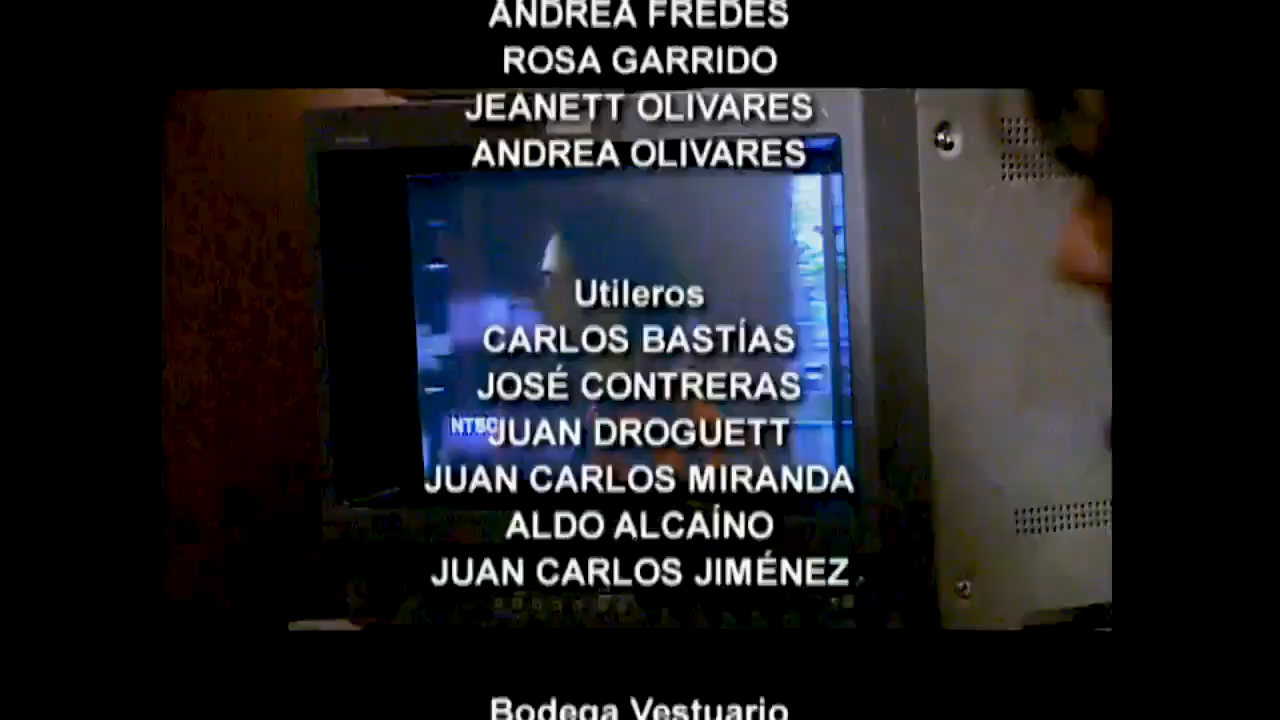 ANDREA FREDES
ROSA GARRIDO
JEANETT OLIVARES
ANDREA OLIVARES
Utileros
CARLOS BASTÍAS
JOSÉ CONTRERAS
NTSC
JUAN DROGUETT
JUAN CARLOS MIRANDA
ALDO ALCAÍNO
JUAN CARLOS JIMÉNEZ
Bodega Vestuario